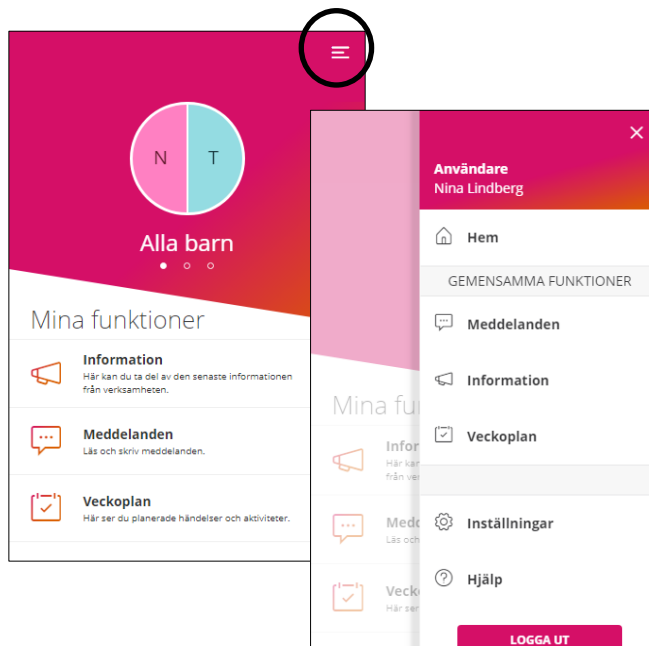 N T
Alla barn
Mina funktioner
Information
Här kan du ta del av den senaste informationen
från verksamheten.
Meddelanden
Läs och skriv meddelanden.
Veckoplan
Här ser du planerade händelser och aktiviteter.
Användare
Nina Lindberg
Hem
GEMENSAMMA FUNKTIONER
Meddelanden
Information
Veckoplan
Inställningar
Hjälp
LOGGA UT
Mina fu
Infor
Här kan
från ve
Medd
Läs och
Veck
Här ser